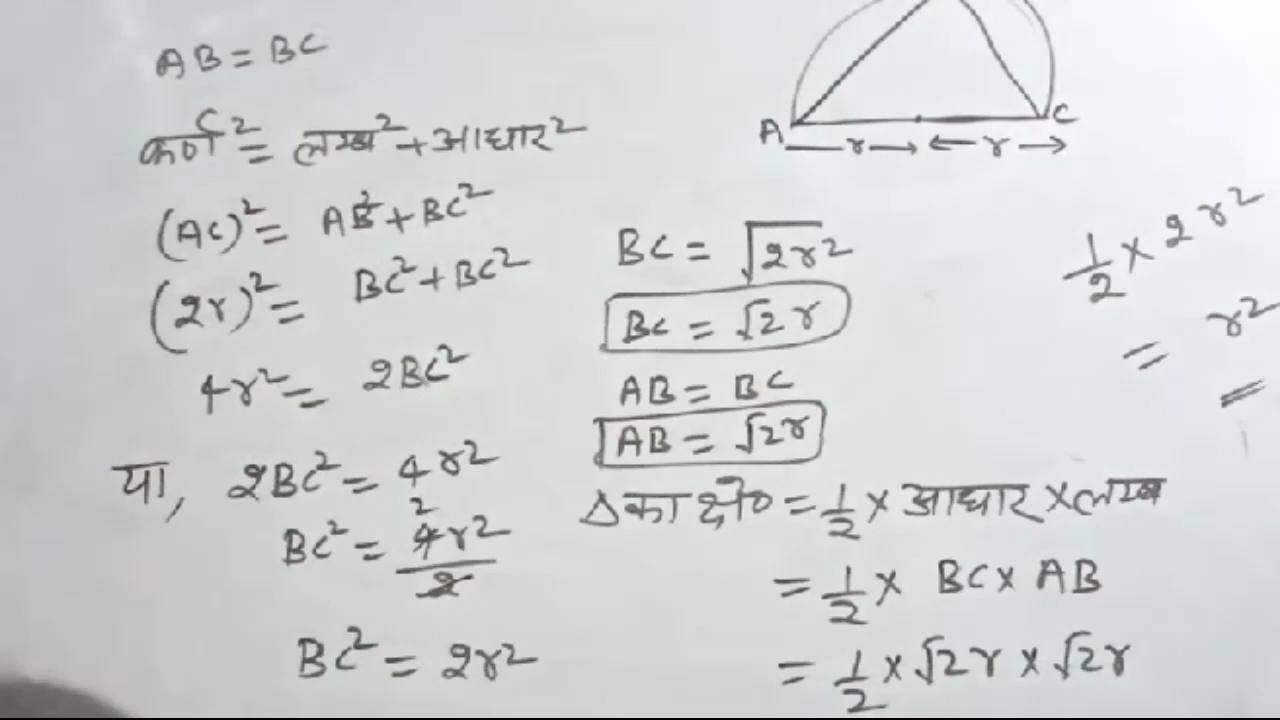 AB = BC
कर्ण² = लम्ब² + आधार²
(AC)² = AB² + BC²
(2r)² = BC² + BC²
4r² = 2BC²
या, 2BC² = 4r²
2
BC² = 4r²/2
BC² = 2r²
A C
r r
BC = √2r²
BC = √2 r
AB = BC
AB = √2r
Δ का क्षे० = 1/2 × आधार × लम्ब
= 1/2 × BC × AB
= 1/2 × √2r × √2r
1/2 × 2r²
= r²